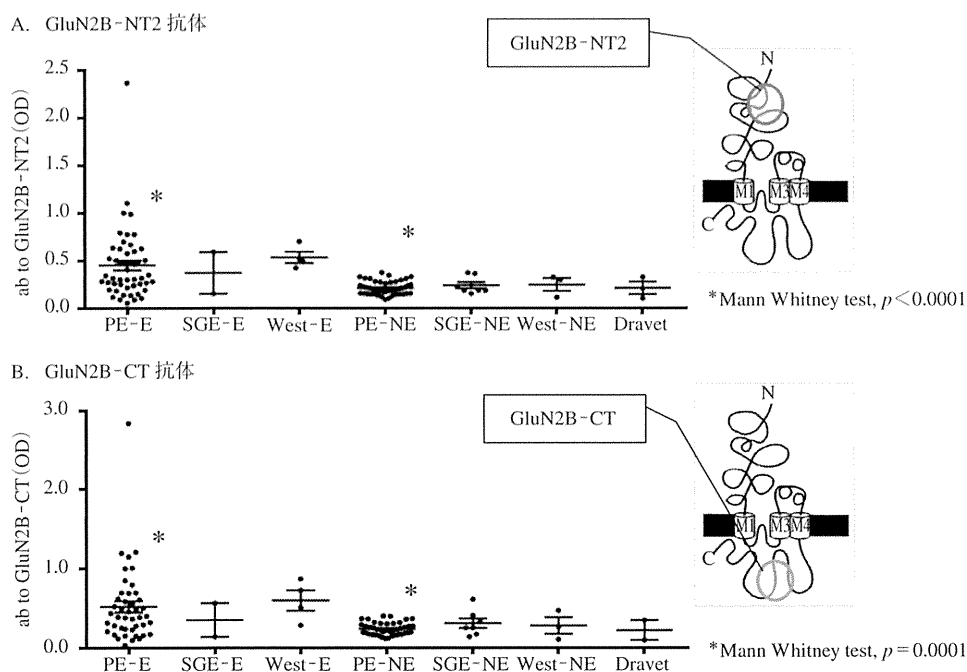 A. GluN2B-NT2 抗体
GluN2B-NT2
ab to GluN2B-NT2(OD)
2.5
2.0
1.5
1.0
0.5
0.0
*
*
PE-E SGE-E West-E PE-NE SGE-NE West-NE Dravet
N
M1 M3 M4
C
*Mann Whitney test, p<0.0001
B. GluN2B-CT 抗体
GluN2B-CT
ab to GluN2B-CT(OD)
3.0
2.0
1.0
0.0
*
*
PE-E SGE-E West-E PE-NE SGE-NE West-NE Dravet
N
M1 M3 M4
C
*Mann Whitney test, p=0.0001